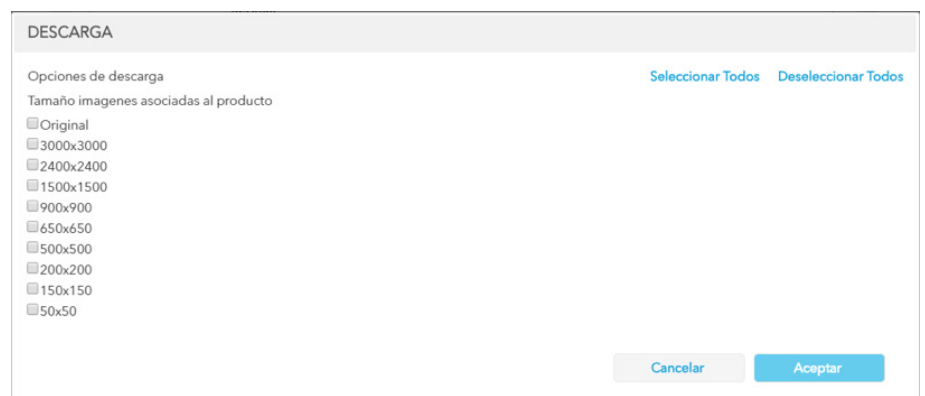 DESCARGA
Opciones de descarga Seleccionar Todos Deseleccionar Todos
Tamaño imagenes asociadas al producto
Original
3000x3000
2400x2400
1500x1500
900x900
650x650
500x500
200x200
150x150
50x50
Cancelar Aceptar